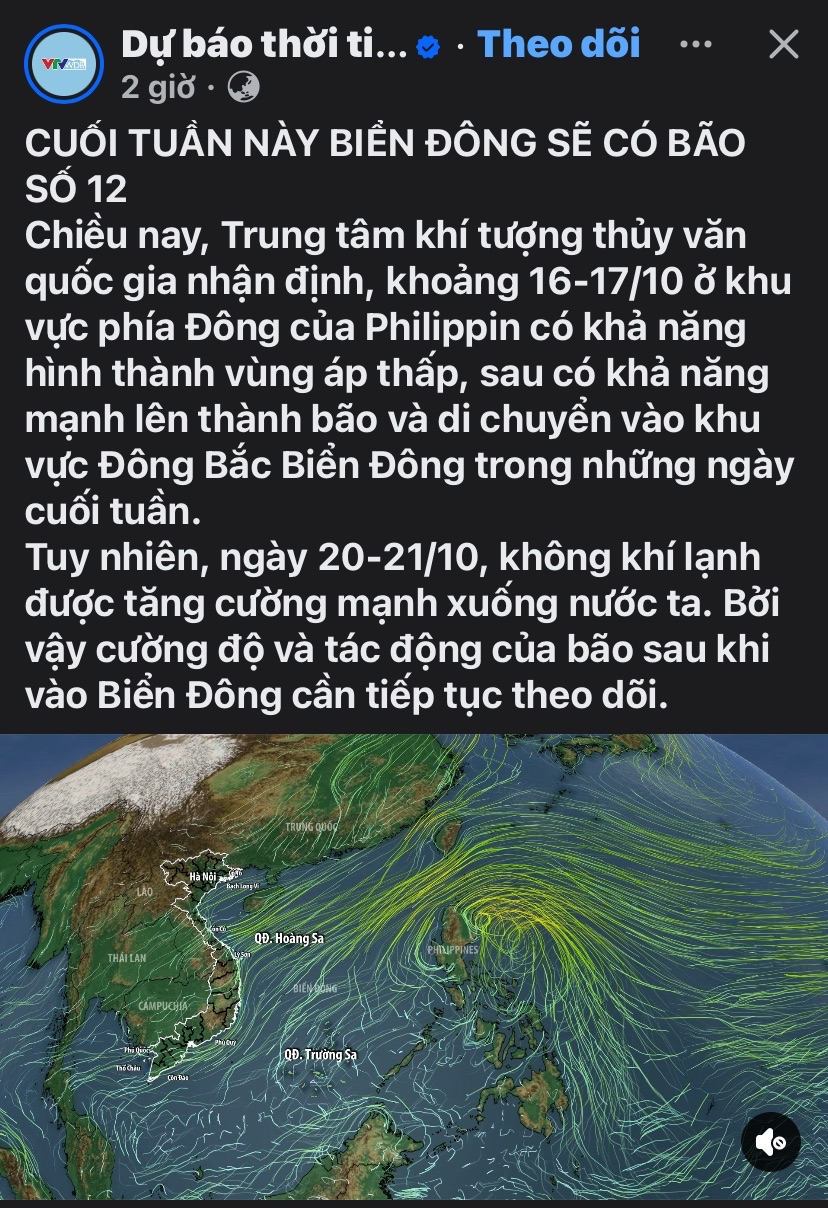 Dự báo thời ti... · Theo dõi ...
2 giờ ·
CUỐI TUẦN NÀY BIỂN ĐÔNG SẼ CÓ BÃO
SỐ 12
Chiều nay, Trung tâm khí tượng thủy văn
quốc gia nhận định, khoảng 16-17/10 ở khu
vực phía Đông của Philippin có khả năng
hình thành vùng áp thấp, sau có khả năng
mạnh lên thành bão và di chuyển vào khu
vực Đông Bắc Biển Đông trong những ngày
cuối tuần.
Tuy nhiên, ngày 20-21/10, không khí lạnh
được tăng cường mạnh xuống nước ta. Bởi
vậy cường độ và tác động của bão sau khi
vào Biển Đông cần tiếp tục theo dõi.
TRUNG QUỐC
Hà Nội
Bạch Long Vĩ
LÀO
Cồn Cỏ
QĐ. Hoàng Sa
Lý Sơn
PHILIPPINES
THÁI LAN
BIỂN ĐÔNG
CAMPUCHIA
Phú Quý
Phú Quốc
QĐ. Trường Sa
Thổ Chu
Côn Đảo